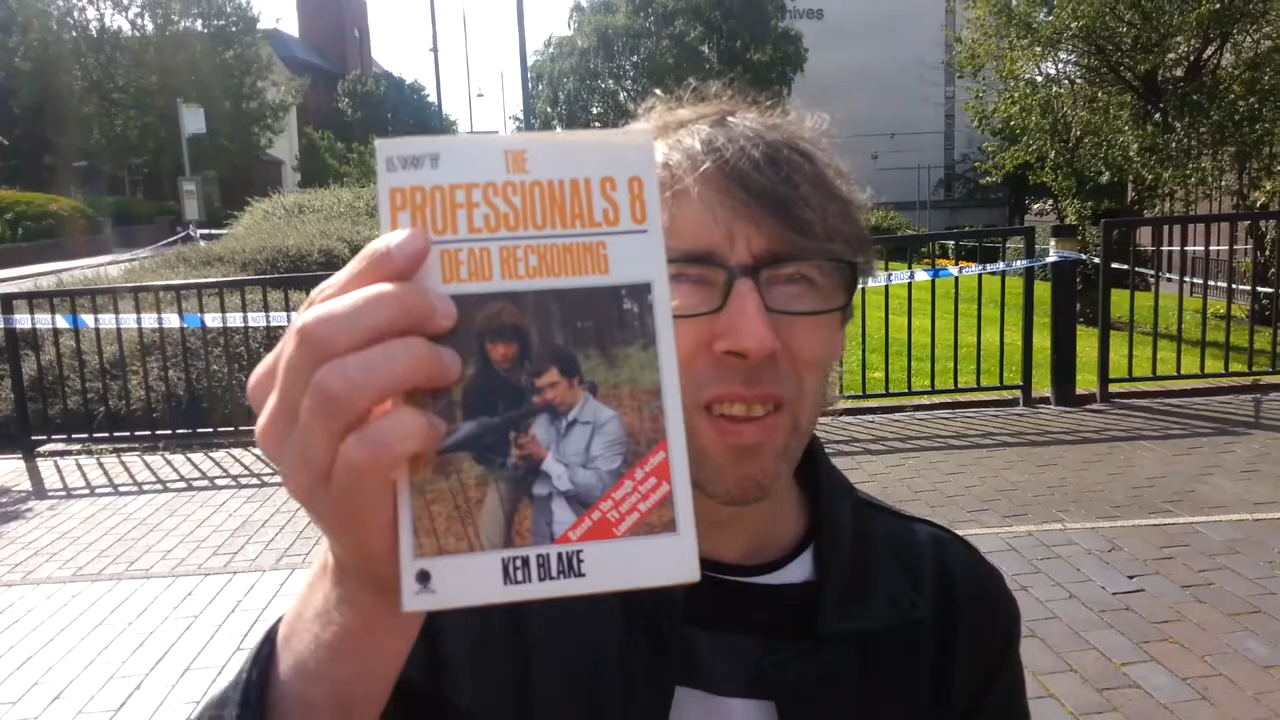 LWT
THE
PROFESSIONALS 8
DEAD RECKONING
Based on the tough, all-action
TV series from
London Weekend
KEN BLAKE
POLICE DO NOT CROSS
POLICE DO NOT CROSS